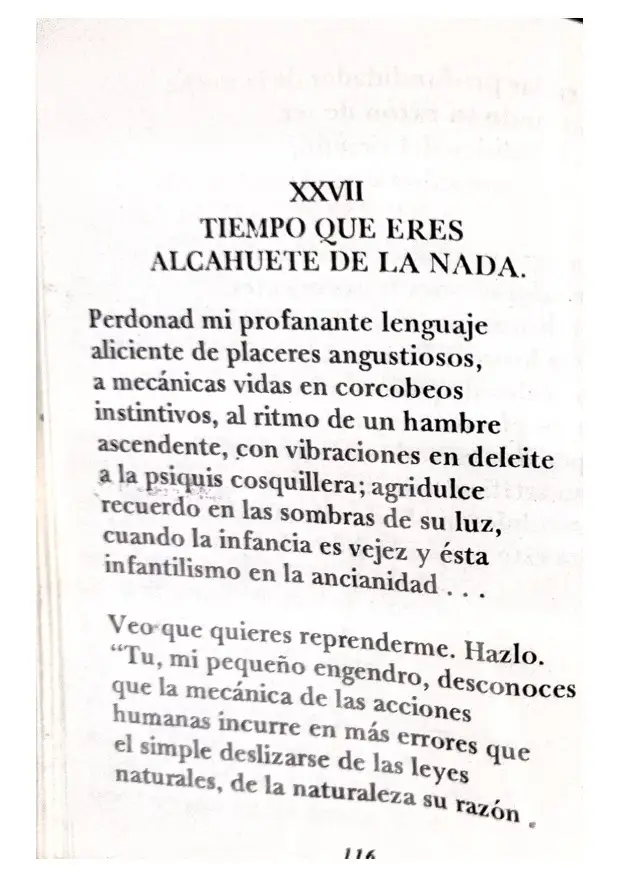 XXVII
TIEMPO QUE ERES
ALCAHUETE DE LA NADA.
Perdonad mi profanante lenguaje
aliciente de placeres angustiosos,
a mecánicas vidas en corcobeos
instintivos, al ritmo de un hambre
ascendente, con vibraciones en deleite
a la psiquis cosquillera; agridulce
recuerdo en las sombras de su luz,
cuando la infancia es vejez y ésta
infantilismo en la ancianidad . . .
Veo que quieres reprenderme. Hazlo.
“Tu, mi pequeño engendro, desconoces
que la mecánica de las acciones
humanas incurre en más errores que
el simple deslizarse de las leyes
naturales, de la naturaleza su razón .
116